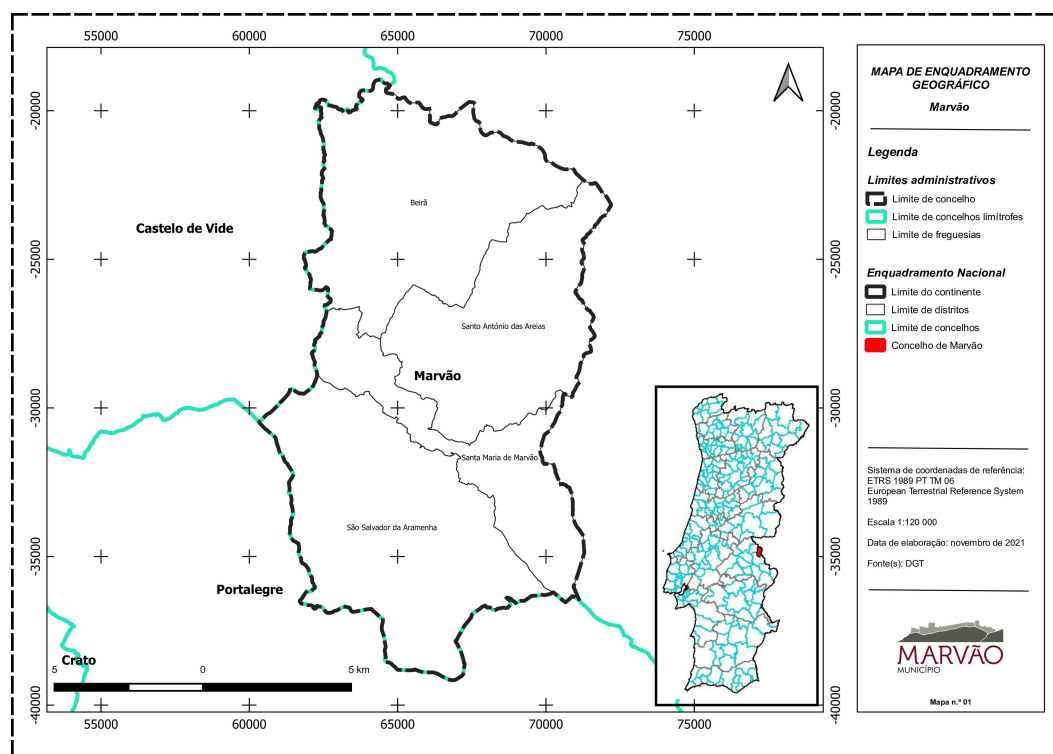 55000 60000 65000 70000 75000
-20000 -20000
Beirã
Castelo de Vide
-25000 -25000
Santo António das Areias
Marvão
-30000 -30000
Santa Maria de Marvão
São Salvador da Aramenha
-35000 -35000
Portalegre
Crato
5 0 5 km
-40000 -40000
55000 60000 65000 70000 75000
MAPA DE ENQUADRAMENTO
GEOGRÁFICO
Marvão
Legenda
Limites administrativos
Limite de concelho
Limite de concelhos limítrofes
Limite de freguesias
Enquadramento Nacional
Limite do continente
Limite de distritos
Limite de concelhos
Concelho de Marvão
Sistema de coordenadas de referência:
ETRS 1989 PT TM 06
European Terrestrial Reference System
1989
Escala 1:120 000
Data de elaboração: novembro de 2021
Fonte(s): DGT
MARVÃO
MUNICÍPIO
Mapa n.º 01